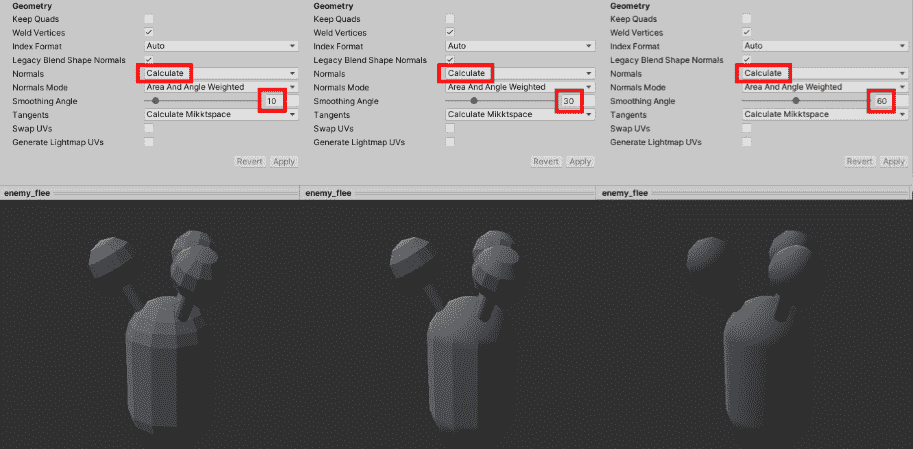 Geometry
Keep Quads
Weld Vertices
Index Format Auto
Legacy Blend Shape Normals
Normals Calculate
Normals Mode Area And Angle Weighted
Smoothing Angle 10
Tangents Calculate Mikktspace
Swap UVs
Generate Lightmap UVs
Revert Apply
enemy_flee
Geometry
Keep Quads
Weld Vertices
Index Format Auto
Legacy Blend Shape Normals
Normals Calculate
Normals Mode Area And Angle Weighted
Smoothing Angle 30
Tangents Calculate Mikktspace
Swap UVs
Generate Lightmap UVs
Revert Apply
enemy_flee
Geometry
Keep Quads
Weld Vertices
Index Format Auto
Legacy Blend Shape Normals
Normals Calculate
Normals Mode Area And Angle Weighted
Smoothing Angle 60
Tangents Calculate Mikktspace
Swap UVs
Generate Lightmap UVs
Revert Apply
enemy_flee